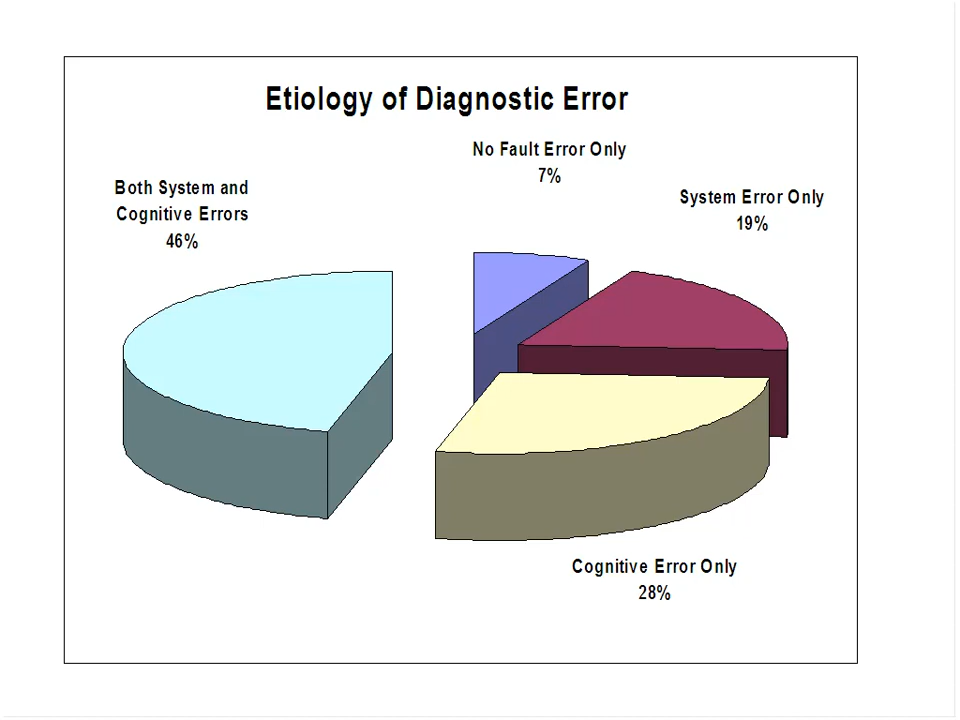 Etiology of Diagnostic Error
No Fault Error Only
7%
Both System and
Cognitive Errors
46%
System Error Only
19%
Cognitive Error Only
28%